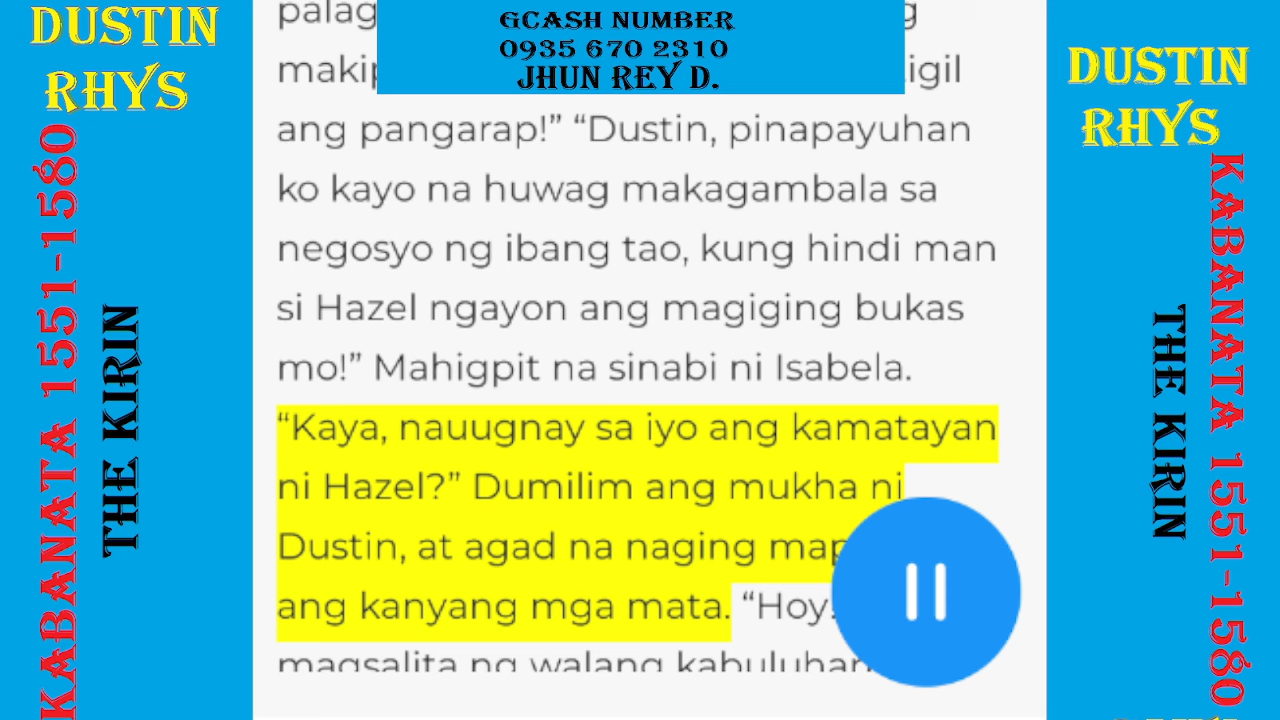 DUSTIN
RHYS
KABANATA 1551-1580
THE KIRIN
GCASH NUMBER
0935 670 2310
JHUN REY D.
ang pangarap!” “Dustin, pinapayuhan
ko kayo na huwag makagambala sa
negosyo ng ibang tao, kung hindi man
si Hazel ngayon ang magiging bukas
mo!” Mahigpit na sinabi ni Isabela.
“Kaya, nauugnay sa iyo ang kamatayan
ni Hazel?” Dumilim ang mukha ni
Dustin, at agad na naging
ang kanyang mga mata. “Hoy
magsalita ng walang
DUSTIN
RHYS
KABANATA 1551-1580
THE KIRIN